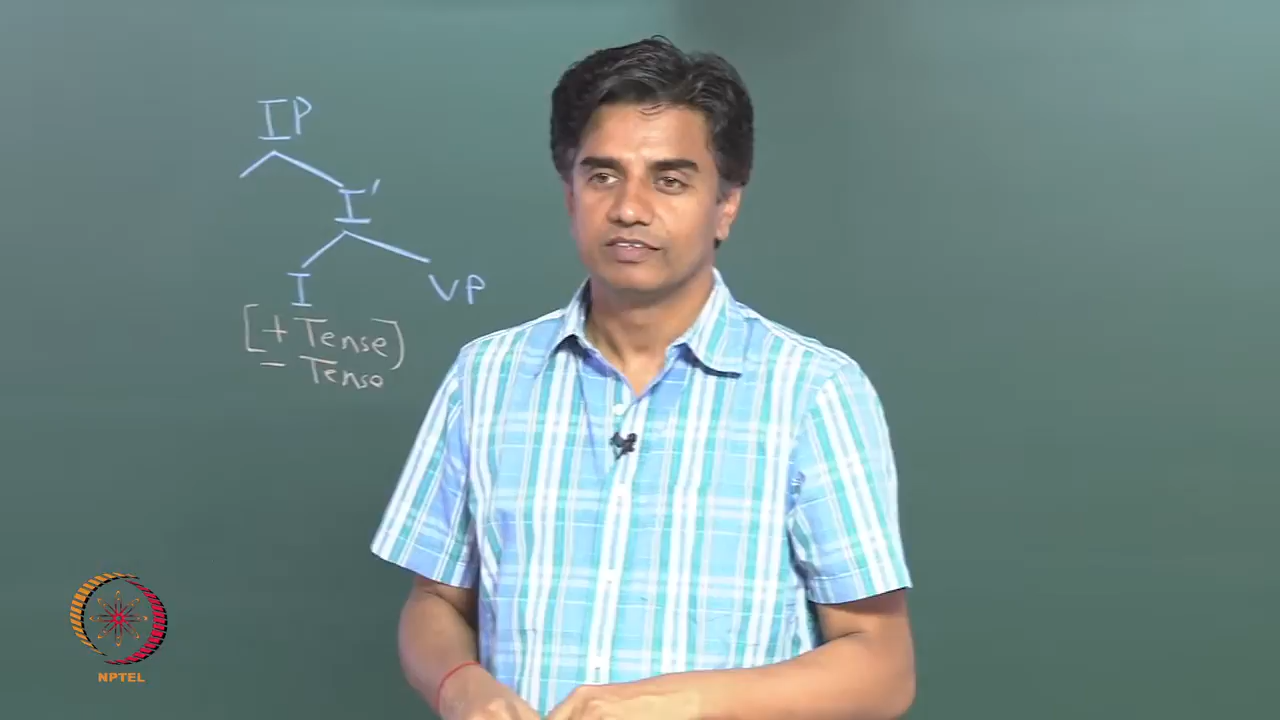 IP
I'
I VP
[+ Tense)
- Tense
NPTEL